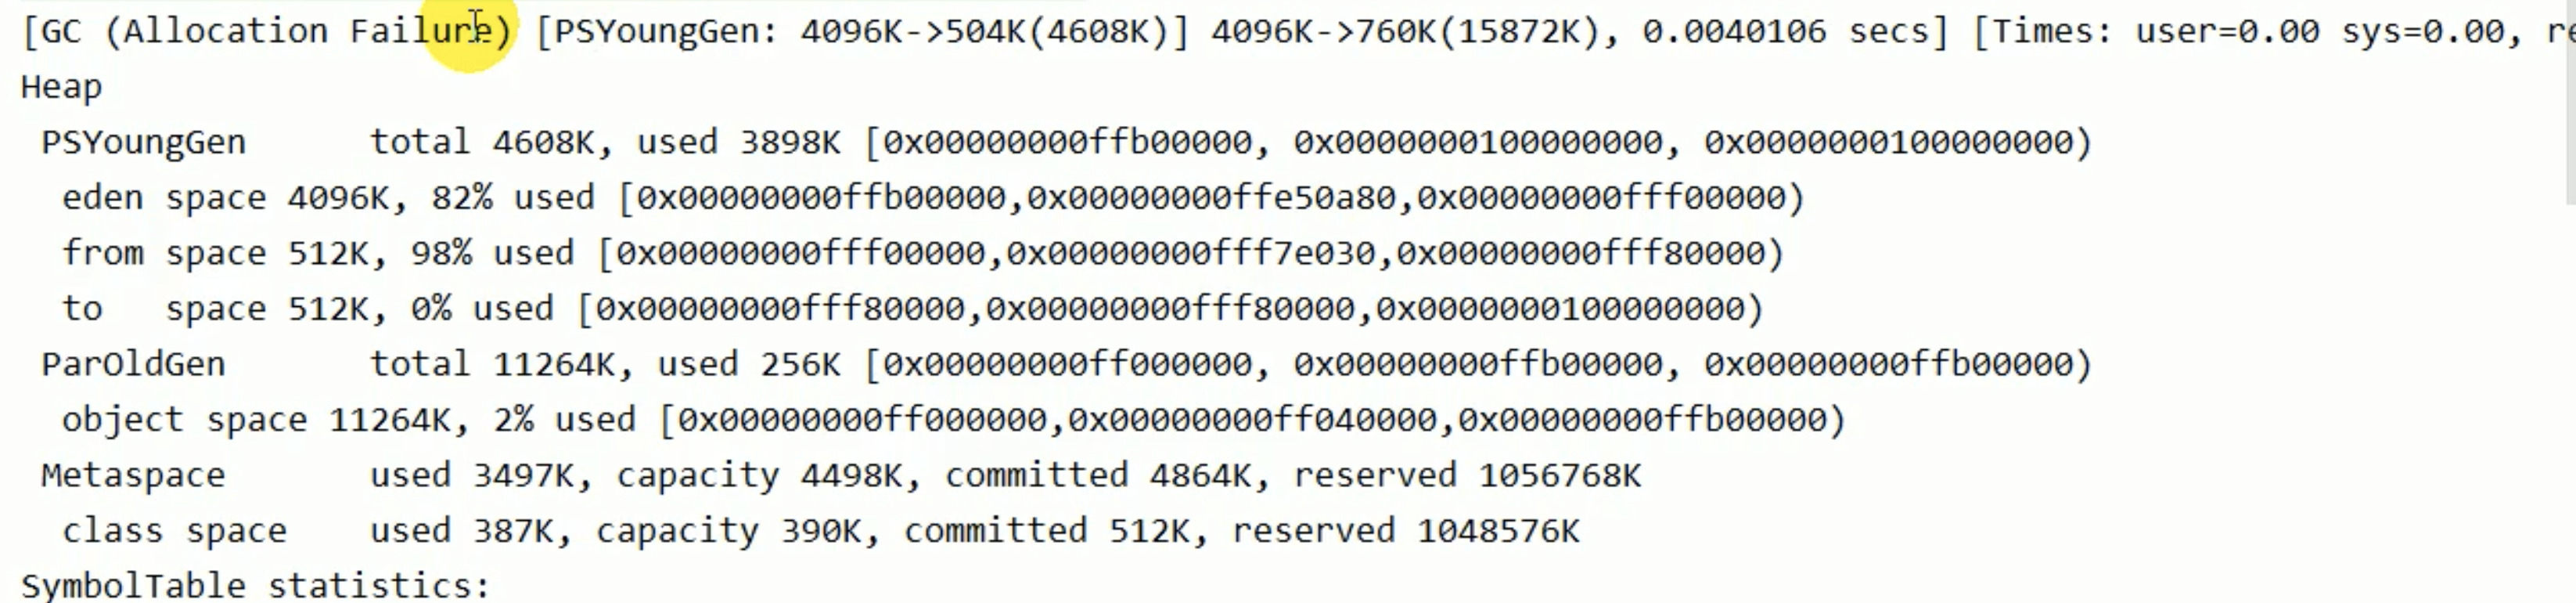 [GC (Allocation Failure) [PSYoungGen: 4096K->504K(4608K)] 4096K->760K(15872K), 0.0040106 secs] [Times: user=0.00 sys=0.00, re
Heap
 PSYoungGen      total 4608K, used 3898K [0x00000000ffb00000, 0x0000000100000000, 0x0000000100000000)
  eden space 4096K, 82% used [0x00000000ffb00000,0x00000000ffe50a80,0x00000000fff00000)
  from space 512K, 98% used [0x00000000fff00000,0x00000000fff7e030,0x00000000fff80000)
  to   space 512K, 0% used [0x00000000fff80000,0x00000000fff80000,0x0000000100000000)
 ParOldGen       total 11264K, used 256K [0x00000000ff000000, 0x00000000ffb00000, 0x00000000ffb00000)
  object space 11264K, 2% used [0x00000000ff000000,0x00000000ff040000,0x00000000ffb00000)
 Metaspace       used 3497K, capacity 4498K, committed 4864K, reserved 1056768K
  class space    used 387K, capacity 390K, committed 512K, reserved 1048576K
SymbolTable statistics: